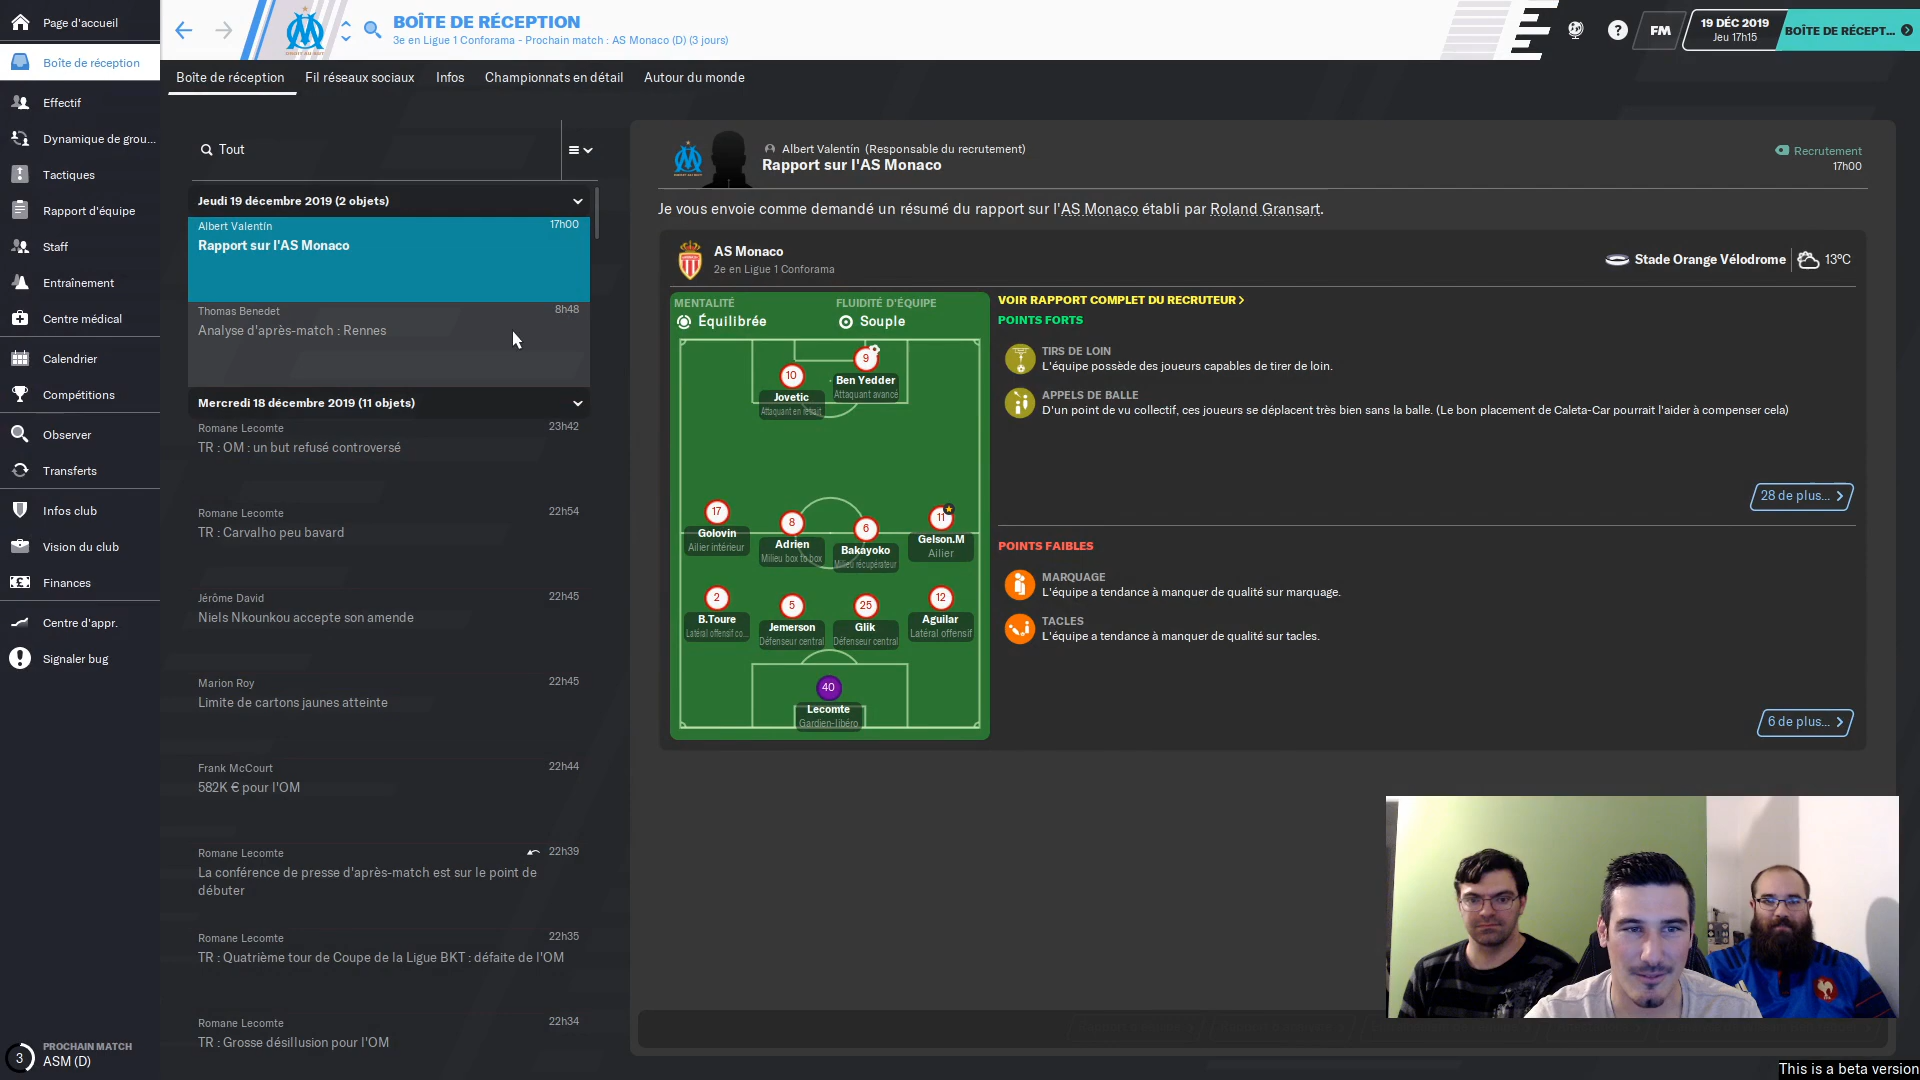 Page d'accueil
Boîte de réception
Effectif
Dynamique de grou...
Tactiques
Rapport d'équipe
Staff
Entraînement
Centre médical
Calendrier
Compétitions
Observer
Transferts
Infos club
Vision du club
Finances
Centre d'appr.
Signaler bug
3
PROCHAIN MATCH
ASM (D)
BOÎTE DE RÉCEPTION
3e en Ligue 1 Conforama - Prochain match : AS Monaco (D) (3 jours)
?
FM
19 DÉC 2019
Jeu 17h15
BOÎTE DE RÉCEPT...
Boîte de réception
Fil réseaux sociaux
Infos
Championnats en détail
Autour du monde
Tout
Jeudi 19 décembre 2019 (2 objets)
Albert Valentín 17h00
Rapport sur l'AS Monaco
Thomas Benedet 8h48
Analyse d'après-match : Rennes
Mercredi 18 décembre 2019 (11 objets)
Romane Lecomte 23h42
TR : OM : un but refusé controversé
Romane Lecomte 22h54
TR : Carvalho peu bavard
Jérôme David 22h45
Niels Nkounkou accepte son amende
Marion Roy 22h45
Limite de cartons jaunes atteinte
Frank McCourt 22h44
582K € pour l'OM
Romane Lecomte 22h39
La conférence de presse d'après-match est sur le point de
débuter
Romane Lecomte 22h35
TR : Quatrième tour de Coupe de la Ligue BKT : défaite de l'OM
Romane Lecomte 22h34
TR : Grosse désillusion pour l'OM
Albert Valentín (Responsable du recrutement)
Rapport sur l'AS Monaco
Recrutement
17h00
Je vous envoie comme demandé un résumé du rapport sur l'AS Monaco établi par Roland Gransart.
AS Monaco
2e en Ligue 1 Conforama
Stade Orange Vélodrome
13°C
MENTALITÉ
Équilibrée
FLUIDITÉ D'ÉQUIPE
Souple
9
Ben Yedder
Attaquant avancé
10
Jovetic
Attaquant en retrait
17
Golovin
Ailier intérieur
8
Adrien
Milieu box to box
6
Bakayoko
Milieu récupérateur
11
Gelson.M
Ailier
2
B.Toure
Latéral offensif co...
5
Jemerson
Défenseur central
25
Glik
Défenseur central
12
Aguilar
Latéral offensif
40
Lecomte
Gardien-libéro
VOIR RAPPORT COMPLET DU RECRUTEUR >
POINTS FORTS
TIRS DE LOIN
L'équipe possède des joueurs capables de tirer de loin.
APPELS DE BALLE
D'un point de vu collectif, ces joueurs se déplacent très bien sans la balle. (Le bon placement de Caleta-Car pourrait l'aider à compenser cela)
28 de plus... >
POINTS FAIBLES
MARQUAGE
L'équipe a tendance à manquer de qualité sur marquage.
TACLES
L'équipe a tendance à manquer de qualité sur tacles.
6 de plus... >
This is a beta version